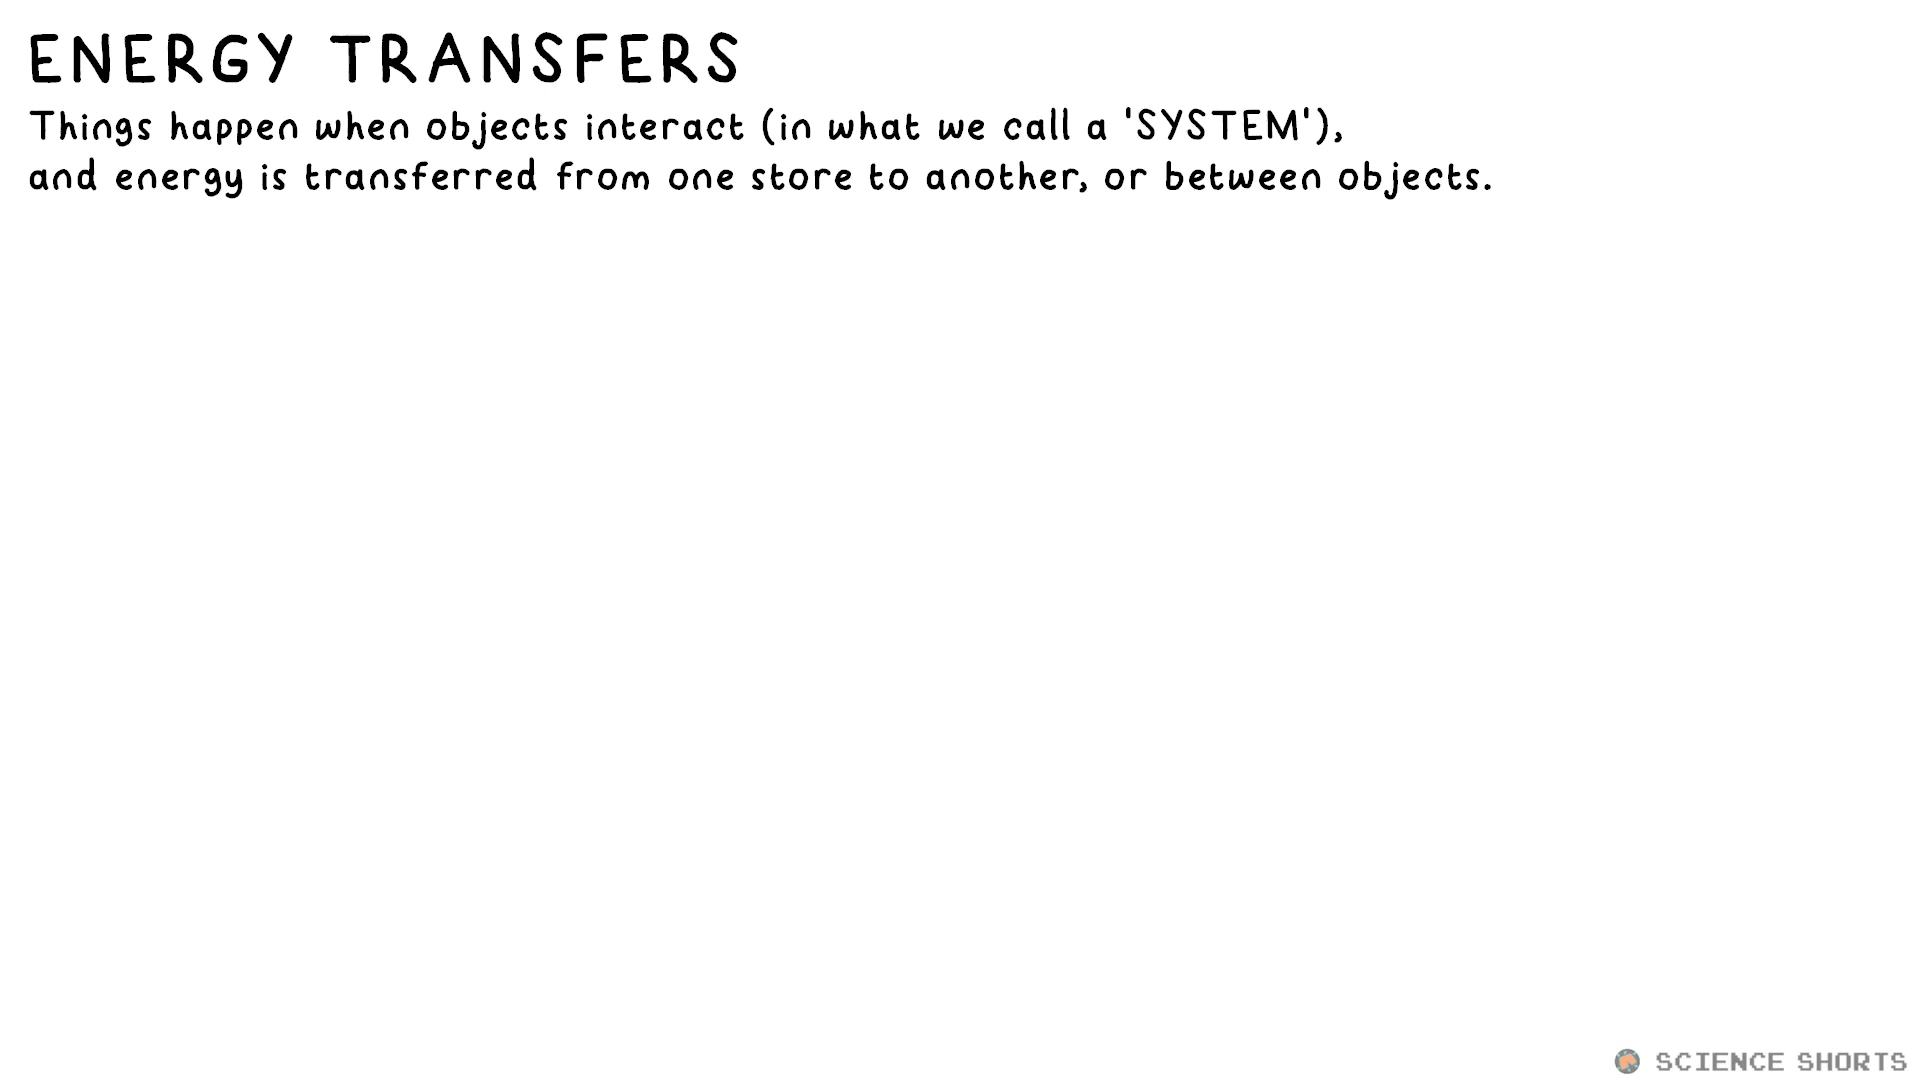 ENERGY TRANSFERS
Things happen when objects interact (in what we call a 'SYSTEM'),
and energy is transferred from one store to another, or between objects.
SCIENCE SHORTS